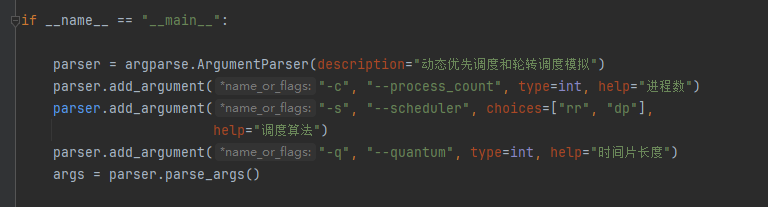 if __name__ == "__main__":
parser = argparse.ArgumentParser(description="动态优先调度和轮转调度模拟")
parser.add_argument( *name_or_flags: "-c", "--process_count", type=int, help="进程数")
parser.add_argument( *name_or_flags: "-s", "--scheduler", choices=["rr", "dp"],
help="调度算法")
parser.add_argument( *name_or_flags: "-q", "--quantum", type=int, help="时间片长度")
args = parser.parse_args()